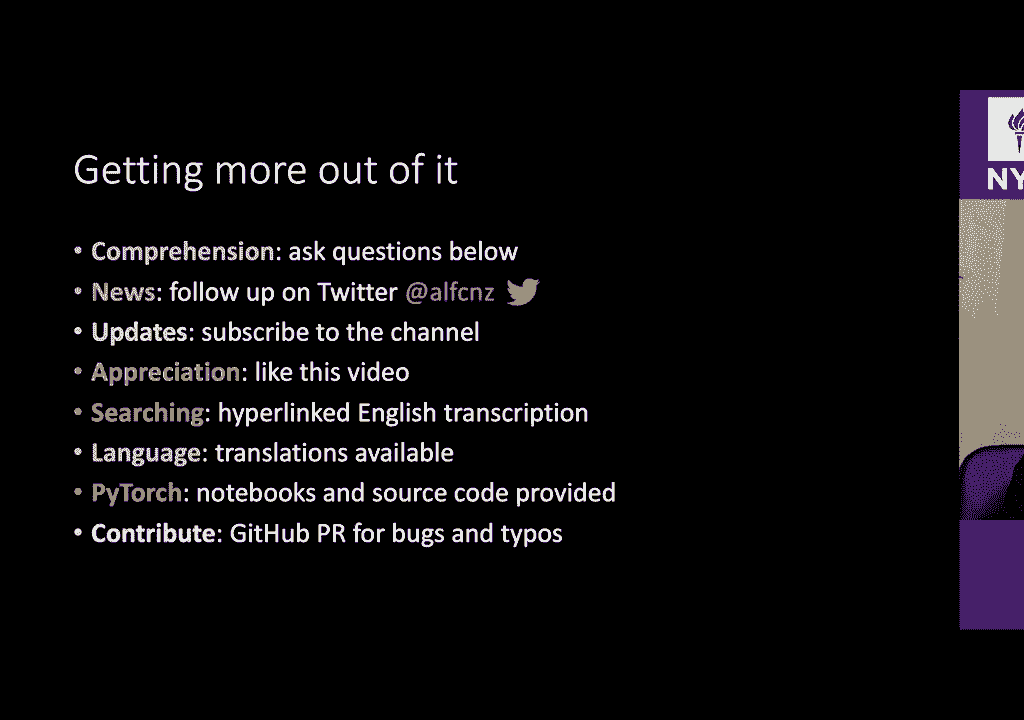 Getting more out of it
• Comprehension: ask questions below
• News: follow up on Twitter @alfcnz
• Updates: subscribe to the channel
• Appreciation: like this video
• Searching: hyperlinked English transcription
• Language: translations available
• PyTorch: notebooks and source code provided
• Contribute: GitHub PR for bugs and typos
NY